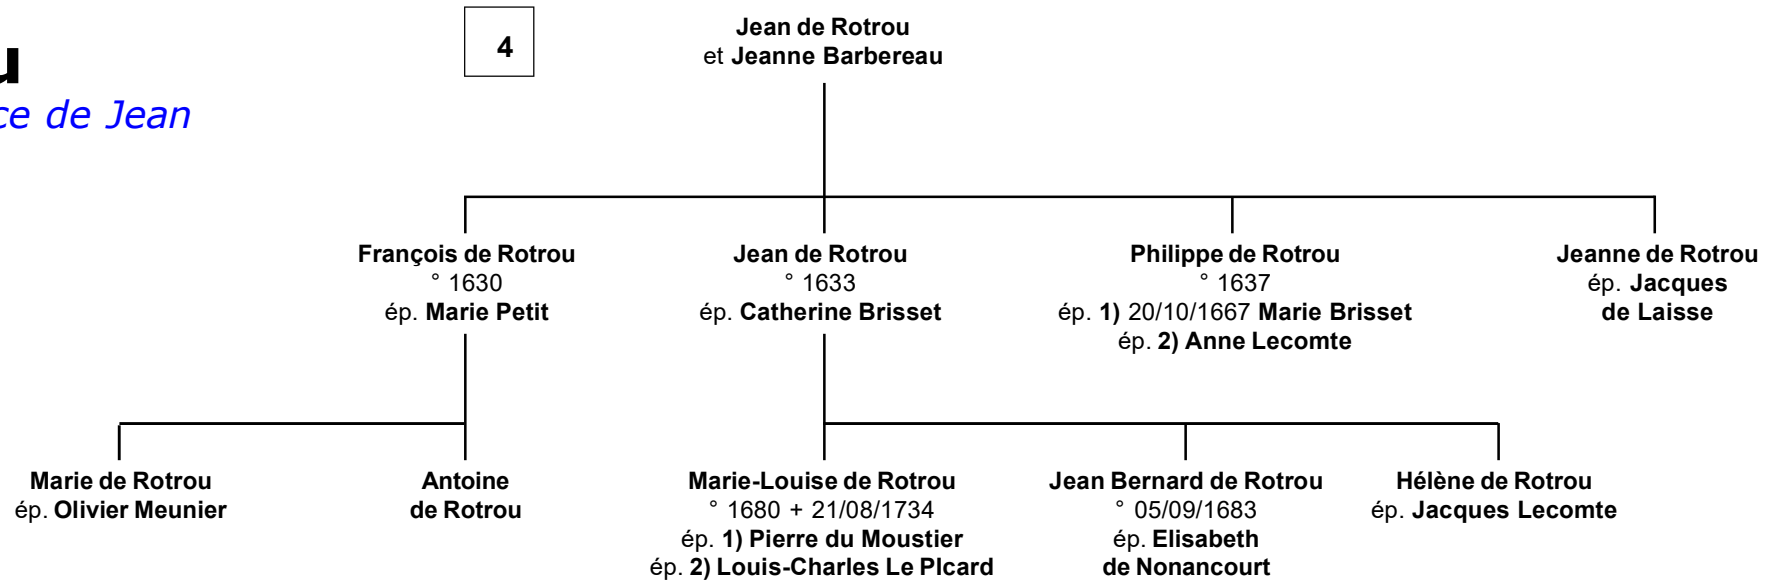 u
ce de Jean
4
Jean de Rotrou
et Jeanne Barbereau
François de Rotrou
° 1630
ép. Marie Petit
Jean de Rotrou
° 1633
ép. Catherine Brisset
Philippe de Rotrou
° 1637
ép. 1) 20/10/1667 Marie Brisset
ép. 2) Anne Lecomte
Jeanne de Rotrou
ép. Jacques
de Laisse
Marie de Rotrou
ép. Olivier Meunier
Antoine
de Rotrou
Marie-Louise de Rotrou
° 1680 + 21/08/1734
ép. 1) Pierre du Moustier
ép. 2) Louis-Charles Le PIcard
Jean Bernard de Rotrou
° 05/09/1683
ép. Elisabeth
de Nonancourt
Hélène de Rotrou
ép. Jacques Lecomte